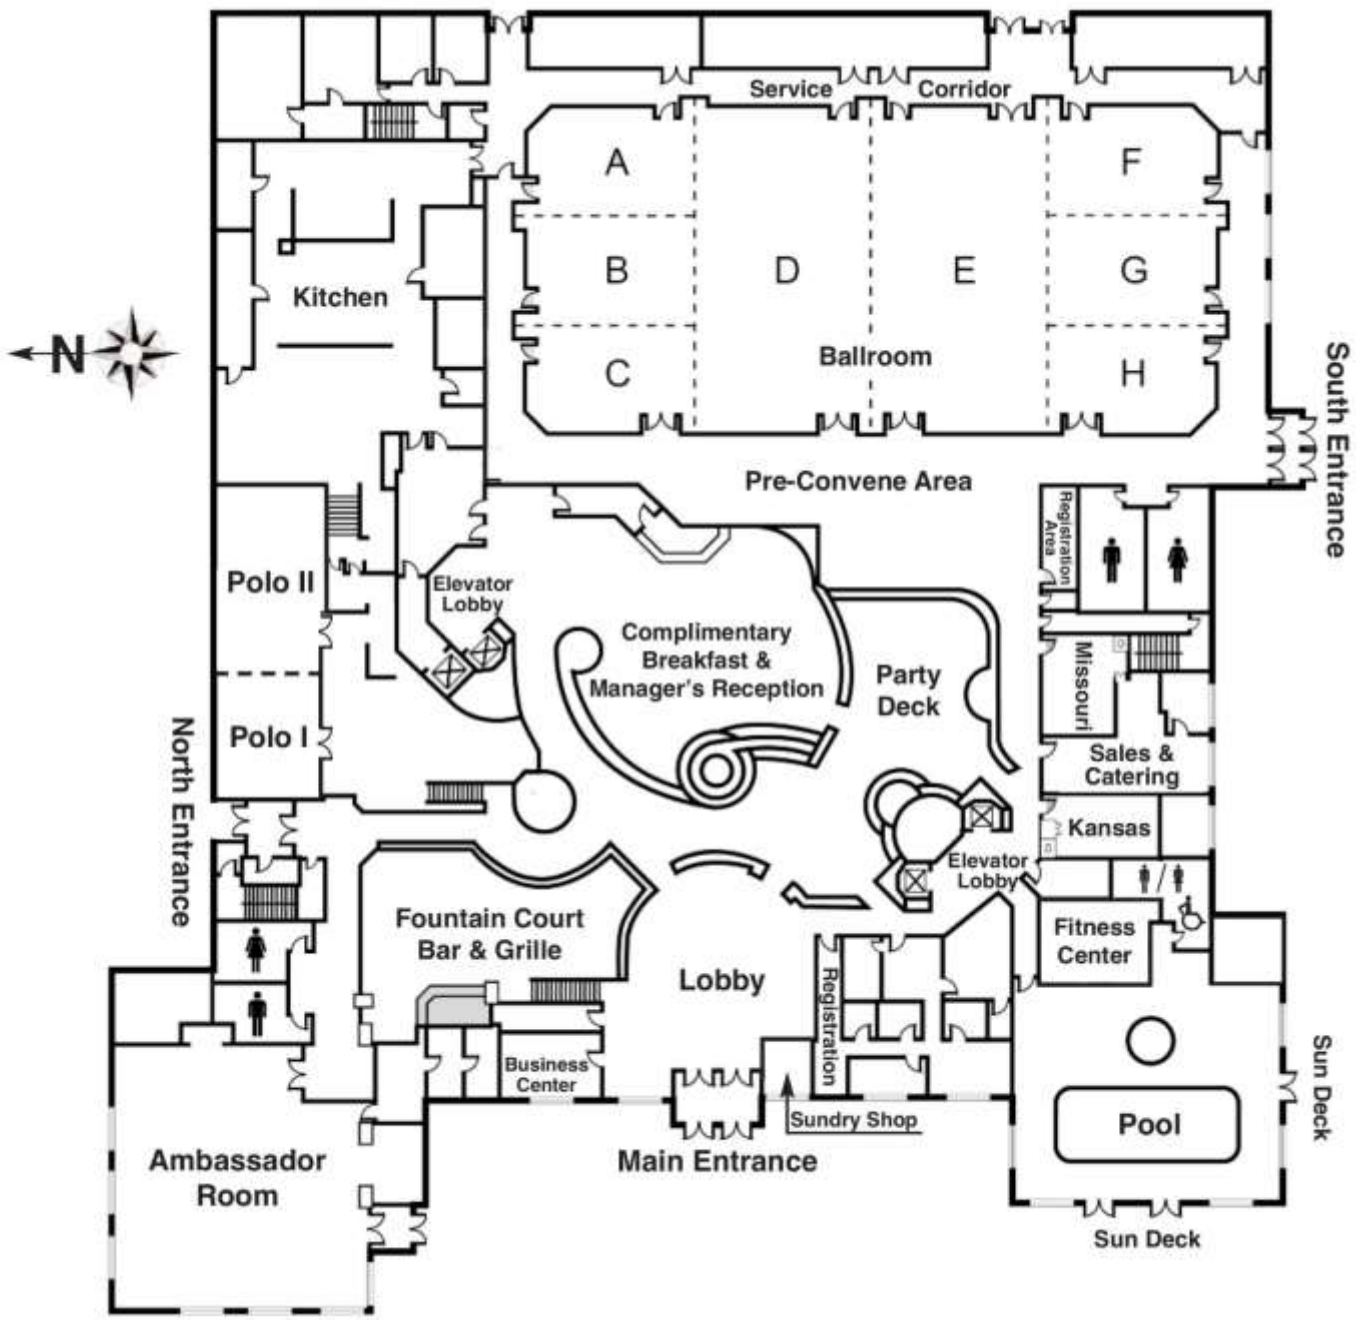 Service Corridor
A
F
B
D
E
G
Kitchen
N
Ballroom
C
H
South Entrance
Pre-Convene Area
Registration
Area
Polo II
Elevator
Lobby
Complimentary
Breakfast &
Manager's Reception
Party
Deck
Missouri
Polo I
North Entrance
Sales &
Catering
Kansas
Elevator
Lobby
/
Fountain Court
Bar & Grille
Fitness
Center
Lobby
Registration
Business
Center
Sun Deck
Sundry Shop
Pool
Ambassador
Room
Main Entrance
Sun Deck